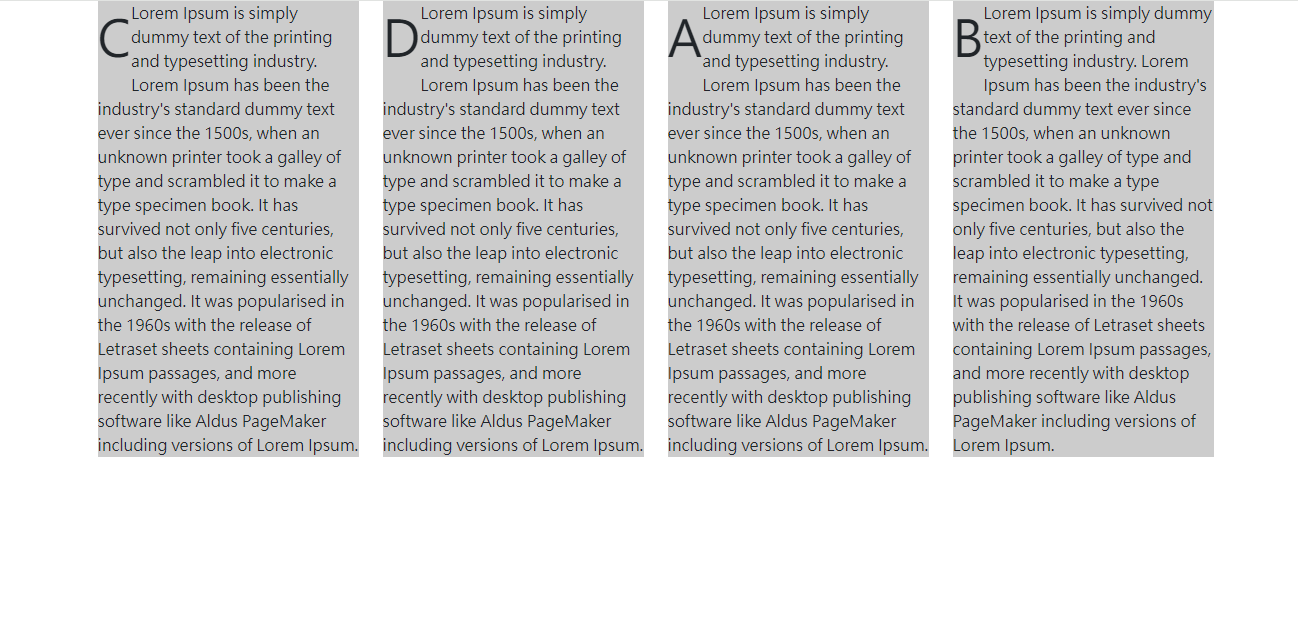 C
Lorem Ipsum is simply
dummy text of the printing
and typesetting industry.
Lorem Ipsum has been the
industry's standard dummy text
ever since the 1500s, when an
unknown printer took a galley of
type and scrambled it to make a
type specimen book. It has
survived not only five centuries,
but also the leap into electronic
typesetting, remaining essentially
unchanged. It was popularised in
the 1960s with the release of
Letraset sheets containing Lorem
Ipsum passages, and more
recently with desktop publishing
software like Aldus PageMaker
including versions of Lorem Ipsum.
D
Lorem Ipsum is simply
dummy text of the printing
and typesetting industry.
Lorem Ipsum has been the
industry's standard dummy text
ever since the 1500s, when an
unknown printer took a galley of
type and scrambled it to make a
type specimen book. It has
survived not only five centuries,
but also the leap into electronic
typesetting, remaining essentially
unchanged. It was popularised in
the 1960s with the release of
Letraset sheets containing Lorem
Ipsum passages, and more
recently with desktop publishing
software like Aldus PageMaker
including versions of Lorem Ipsum.
A
Lorem Ipsum is simply
dummy text of the printing
and typesetting industry.
Lorem Ipsum has been the
industry's standard dummy text
ever since the 1500s, when an
unknown printer took a galley of
type and scrambled it to make a
type specimen book. It has
survived not only five centuries,
but also the leap into electronic
typesetting, remaining essentially
unchanged. It was popularised in
the 1960s with the release of
Letraset sheets containing Lorem
Ipsum passages, and more
recently with desktop publishing
software like Aldus PageMaker
including versions of Lorem Ipsum.
B
Lorem Ipsum is simply dummy
text of the printing and
typesetting industry. Lorem
Ipsum has been the industry's
standard dummy text ever since
the 1500s, when an unknown
printer took a galley of type and
scrambled it to make a type
specimen book. It has survived not
only five centuries, but also the
leap into electronic typesetting,
remaining essentially unchanged.
It was popularised in the 1960s
with the release of Letraset sheets
containing Lorem Ipsum passages,
and more recently with desktop
publishing software like Aldus
PageMaker including versions of
Lorem Ipsum.